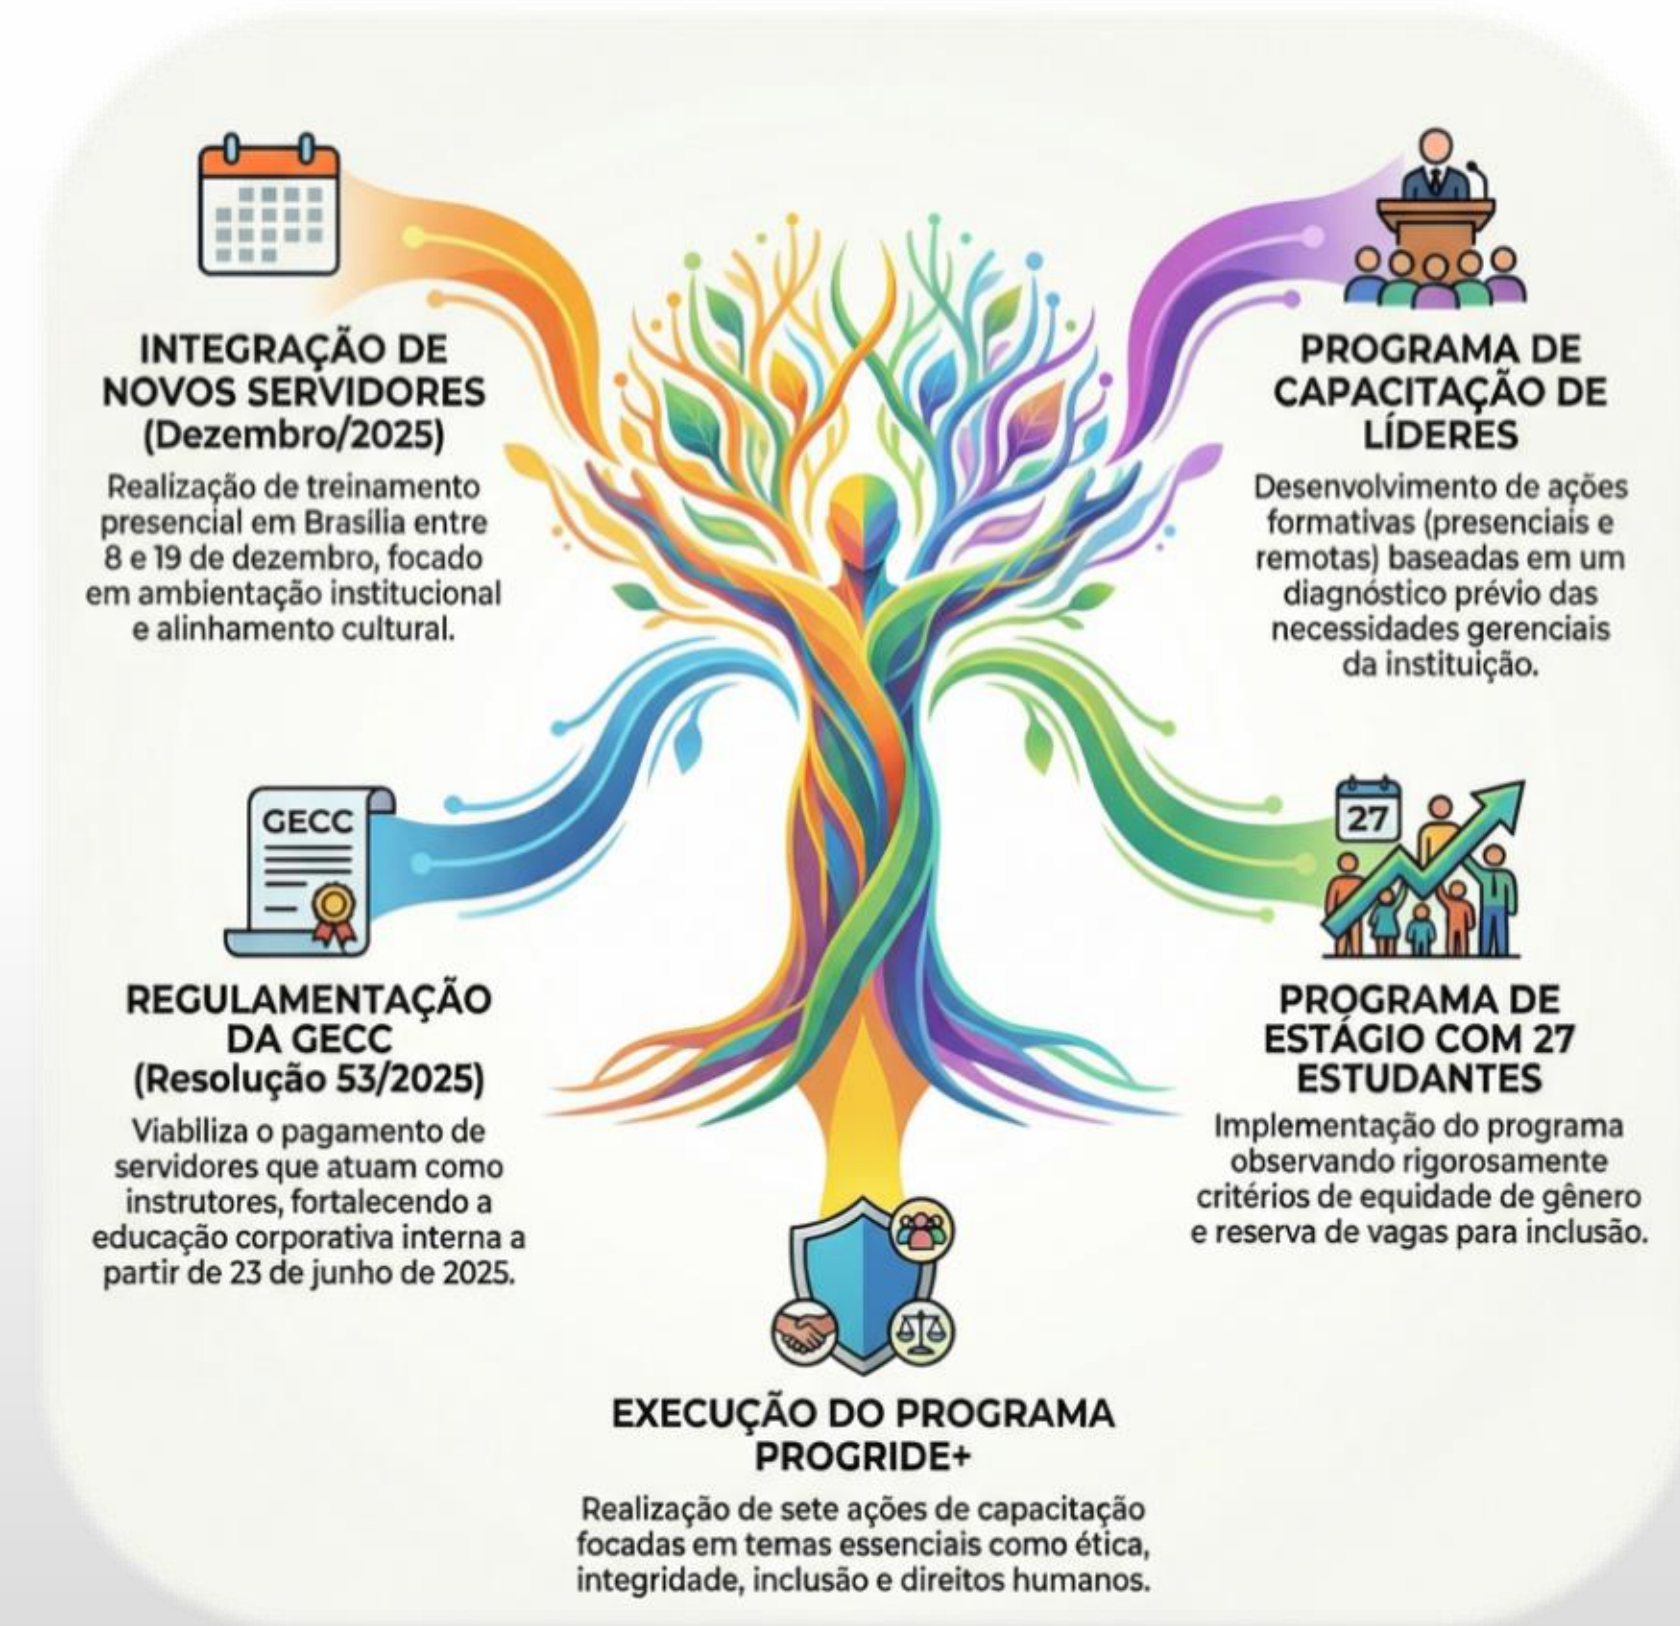 INTEGRAÇÃO DE
NOVOS SERVIDORES
(Dezembro/2025)
Realização de treinamento
presencial em Brasília entre
8 e 19 de dezembro, focado
em ambientação institucional
e alinhamento cultural.
PROGRAMA DE
CAPACITAÇÃO DE
LÍDERES
Desenvolvimento de ações
formativas (presenciais e
remotas) baseadas em um
diagnóstico prévio das
necessidades gerenciais
da instituição.
GECC
REGULAMENTAÇÃO
DA GECC
(Resolução 53/2025)
Viabiliza o pagamento de
servidores que atuam como
instrutores, fortalecendo a
educação corporativa interna a
partir de 23 de junho de 2025.
27
PROGRAMA DE
ESTÁGIO COM 27
ESTUDANTES
Implementação do programa
observando rigorosamente
critérios de equidade de gênero
e reserva de vagas para inclusão.
EXECUÇÃO DO PROGRAMA
PROGRIDE+
Realização de sete ações de capacitação
focadas em temas essenciais como ética,
integridade, inclusão e direitos humanos.